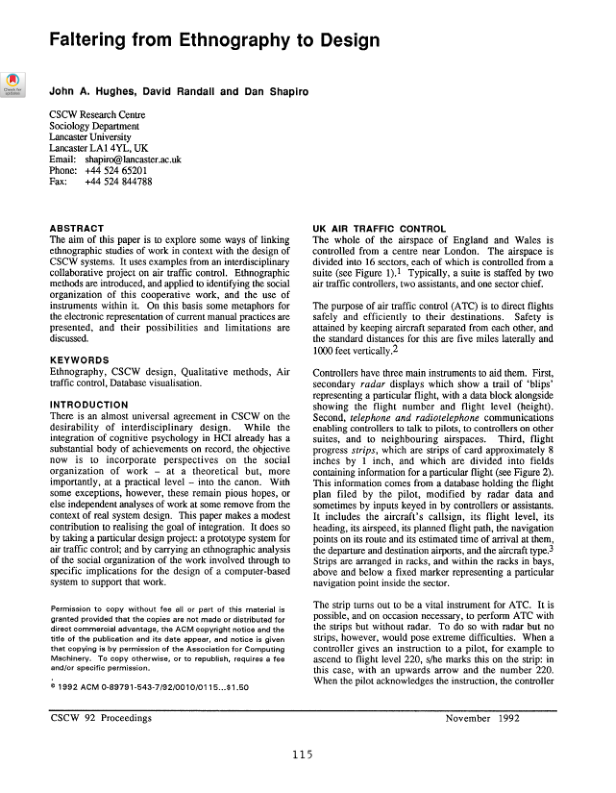 Faltering from Ethnography to Design
Check for
updates
John A. Hughes, David Randall and Dan Shapiro
CSCW Research Centre
Sociology Department
Lancaster University
Lancaster LA1 4YL, UK
Email: shapiro@lancaster.ac.uk
Phone: +44 524 65201
Fax: +44 524 844788
ABSTRACT
The aim of this paper is to explore some ways of linking
ethnographic studies of work in context with the design of
CSCW systems. It uses examples from an interdisciplinary
collaborative project on air traffic control. Ethnographic
methods are introduced, and applied to identifying the social
organization of this cooperative work, and the use of
instruments within it. On this basis some metaphors for
the electronic representation of current manual practices are
presented, and their possibilities and limitations are
discussed.
KEYWORDS
Ethnography, CSCW design, Qualitative methods, Air
traffic control, Database visualisation.
INTRODUCTION
There is an almost universal agreement in CSCW on the
desirability of interdisciplinary design. While the
integration of cognitive psychology in HCI already has a
substantial body of achievements on record, the objective
now is to incorporate perspectives on the social
organization of work – at a theoretical but, more
importantly, at a practical level – into the canon. With
some exceptions, however, these remain pious hopes, or
else independent analyses of work at some remove from the
context of real system design. This paper makes a modest
contribution to realising the goal of integration. It does so
by taking a particular design project: a prototype system for
air traffic control; and by carrying an ethnographic analysis
of the social organization of the work involved through to
specific implications for the design of a computer-based
system to support that work.
Permission to copy without fee all or part of this material is
granted provided that the copies are not made or distributed for
direct commercial advantage, the ACM copyright notice and the
title of the publication and its date appear, and notice is given
that copying is by permission of the Association for Computing
Machinery. To copy otherwise, or to republish, requires a fee
and/or specific permission.
© 1992 ACM 0-89791-543-7/92/0010/0115...$1.50
UK AIR TRAFFIC CONTROL
The whole of the airspace of England and Wales is
controlled from a centre near London. The airspace is
divided into 16 sectors, each of which is controlled from a
suite (see Figure 1).1 Typically, a suite is staffed by two
air traffic controllers, two assistants, and one sector chief.
The purpose of air traffic control (ATC) is to direct flights
safely and efficiently to their destinations. Safety is
attained by keeping aircraft separated from each other, and
the standard distances for this are five miles laterally and
1000 feet vertically.2
Controllers have three main instruments to aid them. First,
secondary radar displays which show a trail of 'blips'
representing a particular flight, with a data block alongside
showing the flight number and flight level (height).
Second, telephone and radiotelephone communications
enabling controllers to talk to pilots, to controllers on other
suites, and to neighbouring airspaces. Third, flight
progress strips, which are strips of card approximately 8
inches by 1 inch, and which are divided into fields
containing information for a particular flight (see Figure 2).
This information comes from a database holding the flight
plan filed by the pilot, modified by radar data and
sometimes by inputs keyed in by controllers or assistants.
It includes the aircraft's callsign, its flight level, its
heading, its airspeed, its planned flight path, the navigation
points on its route and its estimated time of arrival at them,
the departure and destination airports, and the aircraft type.3
Strips are arranged in racks, and within the racks in bays,
above and below a fixed marker representing a particular
navigation point inside the sector.
The strip turns out to be a vital instrument for ATC. It is
possible, and on occasion necessary, to perform ATC with
the strips but without radar. To do so with radar but no
strips, however, would pose extreme difficulties. When a
controller gives an instruction to a pilot, for example to
ascend to flight level 220, s/he marks this on the strip: in
this case, with an upwards arrow and the number 220.
When the pilot acknowledges the instruction, the controller
CSCW 92 Proceedings
November 1992
115